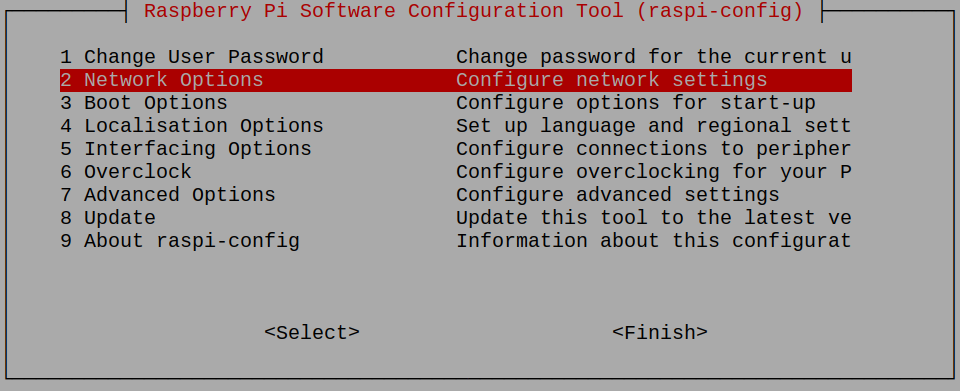 Raspberry Pi Software Configuration Tool (raspi-config)
1 Change User Password Change password for the current u
2 Network Options Configure network settings
3 Boot Options Configure options for start-up
4 Localisation Options Set up language and regional sett
5 Interfacing Options Configure connections to peripher
6 Overclock Configure overclocking for your P
7 Advanced Options Configure advanced settings
8 Update Update this tool to the latest ve
9 About raspi-config Information about this configurat
<Select> <Finish>